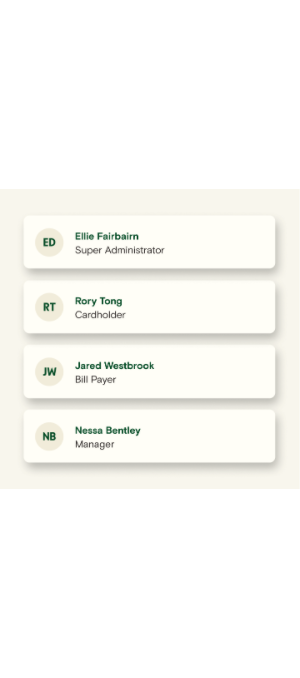 ED
Ellie Fairbairn
Super Administrator
RT
Rory Tong
Cardholder
JW
Jared Westbrook
Bill Payer
NB
Nessa Bentley
Manager